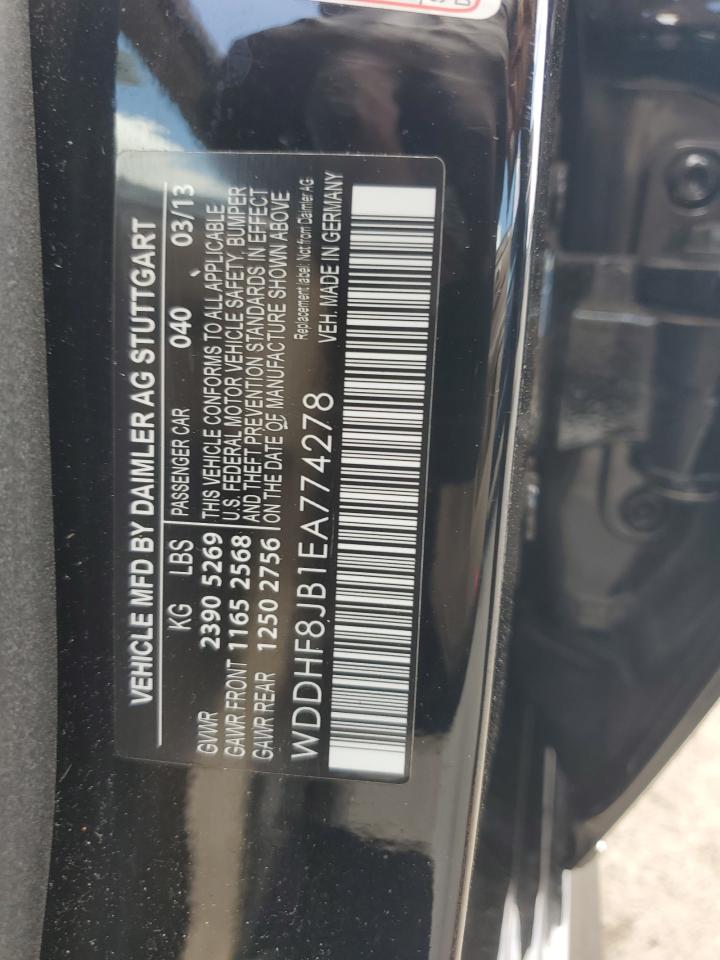 VEHICLE MFD BY DAIMLER AG STUTTGART
KG LBS
GVWR 2390 5269
GAWR FRONT 1165 2568
GAWR REAR 1250 2756
PASSENGER CAR 040 03/13
THIS VEHICLE CONFORMS TO ALL APPLICABLE
U.S. FEDERAL MOTOR VEHICLE SAFETY, BUMPER
AND THEFT PREVENTION STANDARDS IN EFFECT
ON THE DATE OF MANUFACTURE SHOWN ABOVE
Replacement label. Not from Daimler AG
WDDHF8JB1EA774278 VEH. MADE IN GERMANY